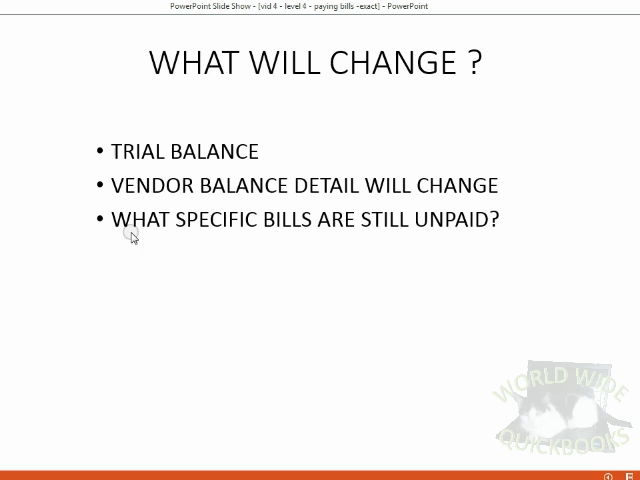 PowerPoint Slide Show - [vid 4 - level 4 - paying bills -exact] - PowerPoint
WHAT WILL CHANGE ?
• TRIAL BALANCE
• VENDOR BALANCE DETAIL WILL CHANGE
• WHAT SPECIFIC BILLS ARE STILL UNPAID?
WORLD WIDE
QUICKBOOKS